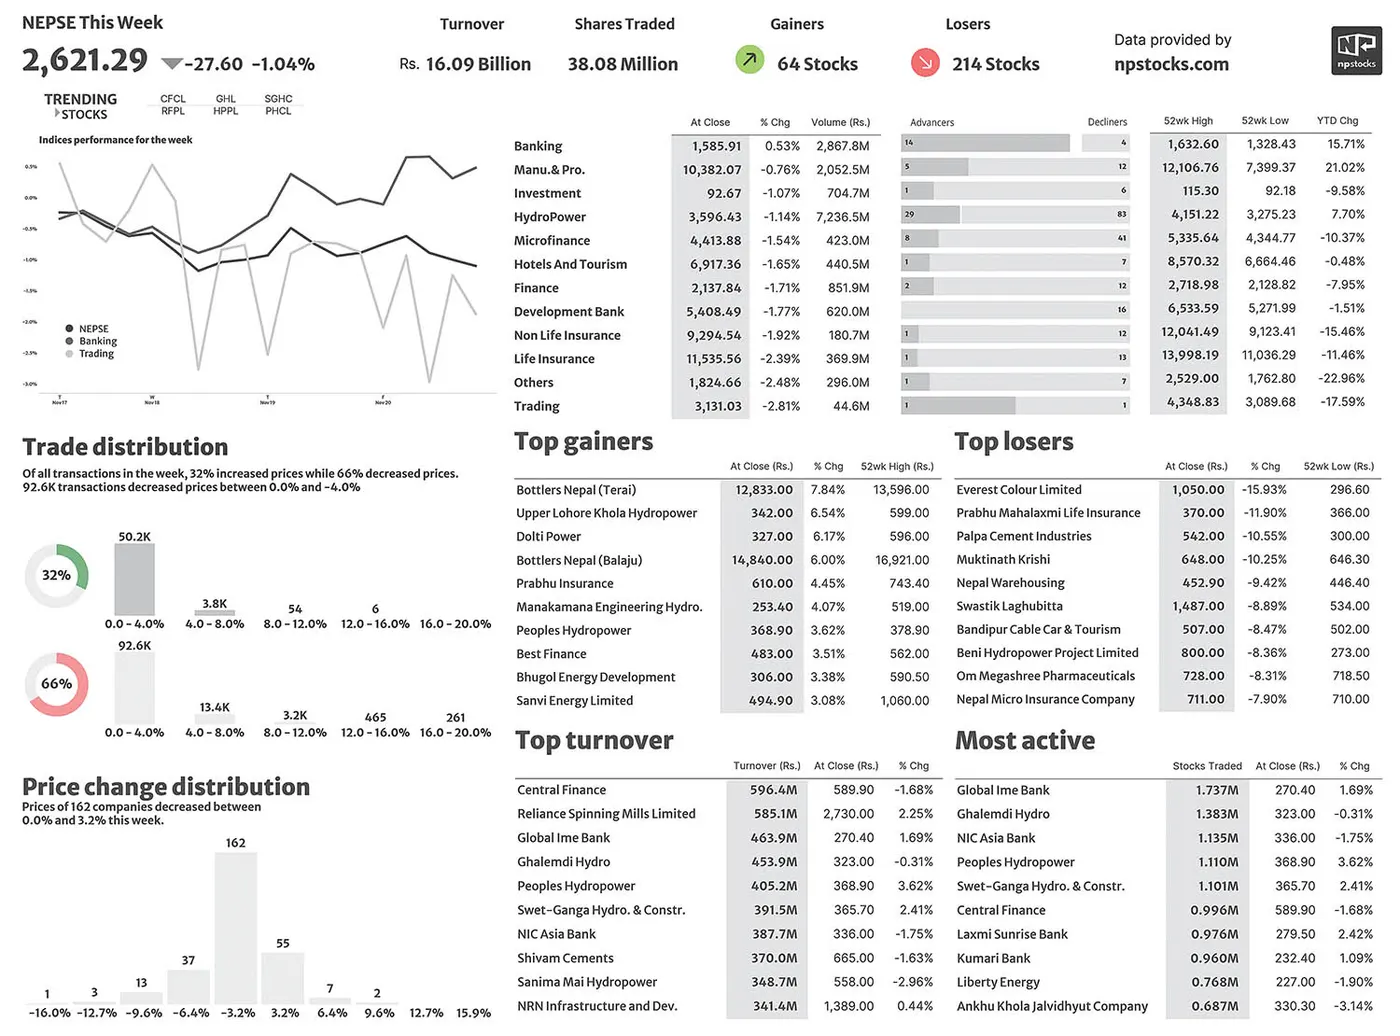 NEPSE This Week
2,621.29 -27.60 -1.04%
Turnover
Rs. 16.09 Billion
Shares Traded
38.08 Million
Gainers
64 Stocks
Losers
214 Stocks
Data provided by
npstocks.com
npstocks
TRENDING
STOCKS
CFCL GHL SGHC
RFPL HPPL PHCL
Indices performance for the week
0.5%
0.0%
-0.5%
-1.0%
-1.5%
-2.0%
-2.5%
-3.0%
NEPSE
Banking
Trading
T W T F
Nov17 Nov18 Nov19 Nov20
At Close % Chg Volume (Rs.) Advancers Decliners 52wk High 52wk Low YTD Chg
Banking 1,585.91 0.53% 2,867.8M 14 4 1,632.60 1,328.43 15.71%
Manu.& Pro. 10,382.07 -0.76% 2,052.5M 5 12 12,106.76 7,399.37 21.02%
Investment 92.67 -1.07% 704.7M 1 6 115.30 92.18 -9.58%
HydroPower 3,596.43 -1.14% 7,236.5M 29 83 4,151.22 3,275.23 7.70%
Microfinance 4,413.88 -1.54% 423.0M 8 41 5,335.64 4,344.77 -10.37%
Hotels And Tourism 6,917.36 -1.65% 440.5M 1 7 8,570.32 6,664.46 -0.48%
Finance 2,137.84 -1.71% 851.9M 2 12 2,718.98 2,128.82 -7.95%
Development Bank 5,408.49 -1.77% 620.0M 16 6,533.59 5,271.99 -1.51%
Non Life Insurance 9,294.54 -1.92% 180.7M 1 12 12,041.49 9,123.41 -15.46%
Life Insurance 11,535.56 -2.39% 369.9M 1 13 13,998.19 11,036.29 -11.46%
Others 1,824.66 -2.48% 296.0M 1 7 2,529.00 1,762.80 -22.96%
Trading 3,131.03 -2.81% 44.6M 1 1 4,348.83 3,089.68 -17.59%
Trade distribution
Of all transactions in the week, 32% increased prices while 66% decreased prices.
92.6K transactions decreased prices between 0.0% and -4.0%
32%
50.2K 3.8K 54 6
0.0 - 4.0% 4.0 - 8.0% 8.0 - 12.0% 12.0 - 16.0% 16.0 - 20.0%
66%
92.6K 13.4K 3.2K 465 261
0.0 - 4.0% 4.0 - 8.0% 8.0 - 12.0% 12.0 - 16.0% 16.0 - 20.0%
Price change distribution
Prices of 162 companies decreased between
0.0% and 3.2% this week.
1 3 13 37 162 55 7 2
-16.0% -12.7% -9.6% -6.4% -3.2% 3.2% 6.4% 9.6% 12.7% 15.9%
Top gainers
At Close (Rs.) % Chg 52wk High (Rs.)
Bottlers Nepal (Terai) 12,833.00 7.84% 13,596.00
Upper Lohore Khola Hydropower 342.00 6.54% 599.00
Dolti Power 327.00 6.17% 596.00
Bottlers Nepal (Balaju) 14,840.00 6.00% 16,921.00
Prabhu Insurance 610.00 4.45% 743.40
Manakamana Engineering Hydro. 253.40 4.07% 519.00
Peoples Hydropower 368.90 3.62% 378.90
Best Finance 483.00 3.51% 562.00
Bhugol Energy Development 306.00 3.38% 590.50
Sanvi Energy Limited 494.90 3.08% 1,060.00
Top losers
At Close (Rs.) % Chg 52wk Low (Rs.)
Everest Colour Limited 1,050.00 -15.93% 296.60
Prabhu Mahalaxmi Life Insurance 370.00 -11.90% 366.00
Palpa Cement Industries 542.00 -10.55% 300.00
Muktinath Krishi 648.00 -10.25% 646.30
Nepal Warehousing 452.90 -9.42% 446.40
Swastik Laghubitta 1,487.00 -8.89% 534.00
Bandipur Cable Car & Tourism 507.00 -8.47% 502.00
Beni Hydropower Project Limited 800.00 -8.36% 273.00
Om Megashree Pharmaceuticals 728.00 -8.31% 718.50
Nepal Micro Insurance Company 711.00 -7.90% 710.00
Top turnover
Turnover (Rs.) At Close (Rs.) % Chg
Central Finance 596.4M 589.90 -1.68%
Reliance Spinning Mills Limited 585.1M 2,730.00 2.25%
Global Ime Bank 463.9M 270.40 1.69%
Ghalemdi Hydro 453.9M 323.00 -0.31%
Peoples Hydropower 405.2M 368.90 3.62%
Swet-Ganga Hydro. & Constr. 391.5M 365.70 2.41%
NIC Asia Bank 387.7M 336.00 -1.75%
Shivam Cements 370.0M 665.00 -1.63%
Sanima Mai Hydropower 348.7M 558.00 -2.96%
NRN Infrastructure and Dev. 341.4M 1,389.00 0.44%
Most active
Stocks Traded At Close (Rs.) % Chg
Global Ime Bank 1.737M 270.40 1.69%
Ghalemdi Hydro 1.383M 323.00 -0.31%
NIC Asia Bank 1.135M 336.00 -1.75%
Peoples Hydropower 1.110M 368.90 3.62%
Swet-Ganga Hydro. & Constr. 1.101M 365.70 2.41%
Central Finance 0.996M 589.90 -1.68%
Laxmi Sunrise Bank 0.976M 279.50 2.42%
Kumari Bank 0.960M 232.40 1.09%
Liberty Energy 0.768M 227.00 -1.90%
Ankhu Khola Jalvidhyut Company 0.687M 330.30 -3.14%